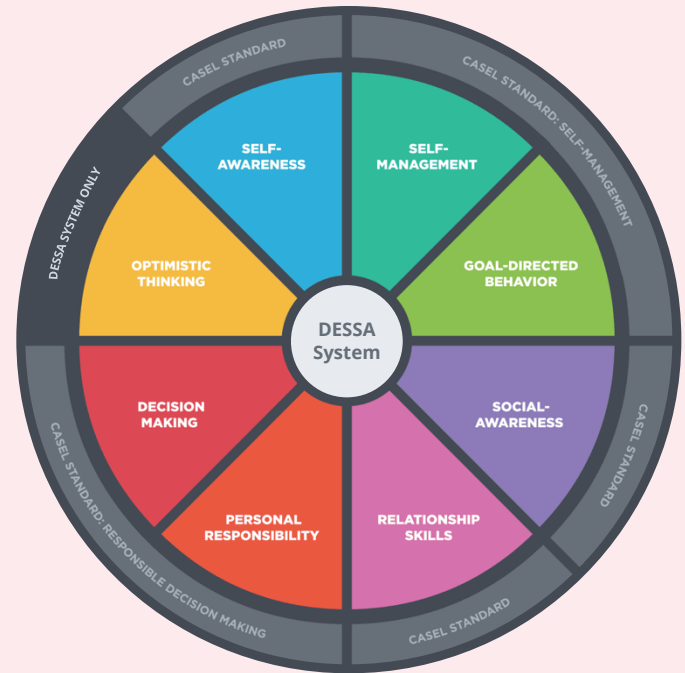 CASEL STANDARD
CASEL STANDARD: SELF-MANAGEMENT
DESSA SYSTEM ONLY
SELF-
AWARENESS
SELF-
MANAGEMENT
OPTIMISTIC
THINKING
GOAL-DIRECTED
BEHAVIOR
DESSA
System
DECISION
MAKING
SOCIAL-
AWARENESS
CASEL STANDARD
PERSONAL
RESPONSIBILITY
RELATIONSHIP
SKILLS
CASEL STANDARD: RESPONSIBLE DECISION MAKING
CASEL STANDARD